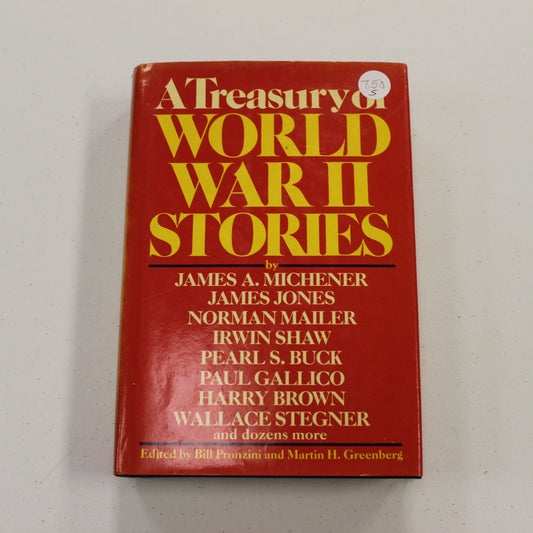 A Treasury of
WORLD
WAR II
STORIES
by
JAMES A. MICHENER
JAMES JONES
NORMAN MAILER
IRWIN SHAW
PEARL S. BUCK
PAUL GALLICO
HARRY BROWN
WALLACE STEGNER
and dozens more
Edited by Bill Pronzini and Martin H. Greenberg